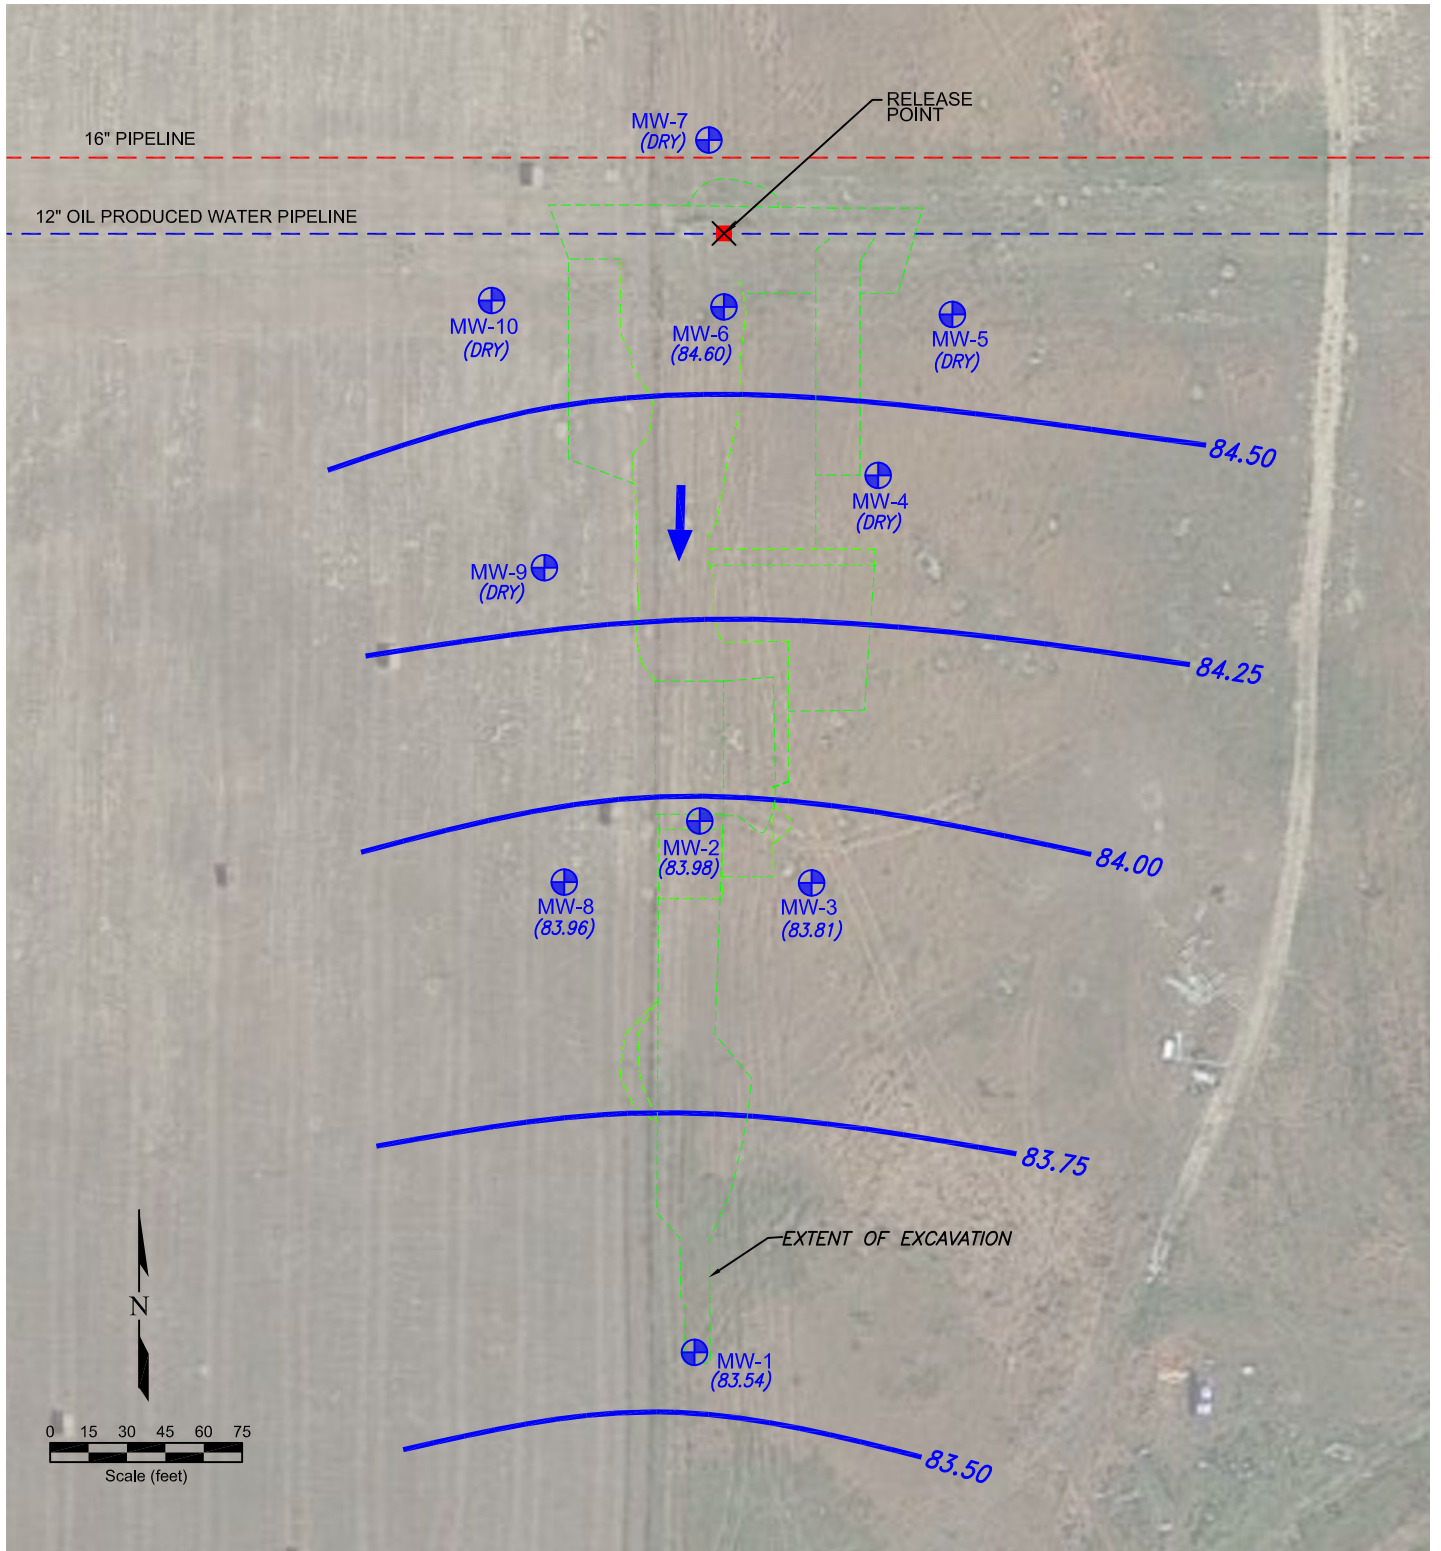 RELEASE
POINT
MW-7
(DRY)
16" PIPELINE
12" OIL PRODUCED WATER PIPELINE
MW-10
(DRY)
MW-6
(84.60)
MW-5
(DRY)
84.50
MW-4
(DRY)
MW-9
(DRY)
84.25
84.00
MW-2
(83.98)
MW-8
(83.96)
MW-3
(83.81)
83.75
EXTENT OF EXCAVATION
N
MW-1
(83.54)
83.50
0 15 30 45 60 75
Scale (feet)